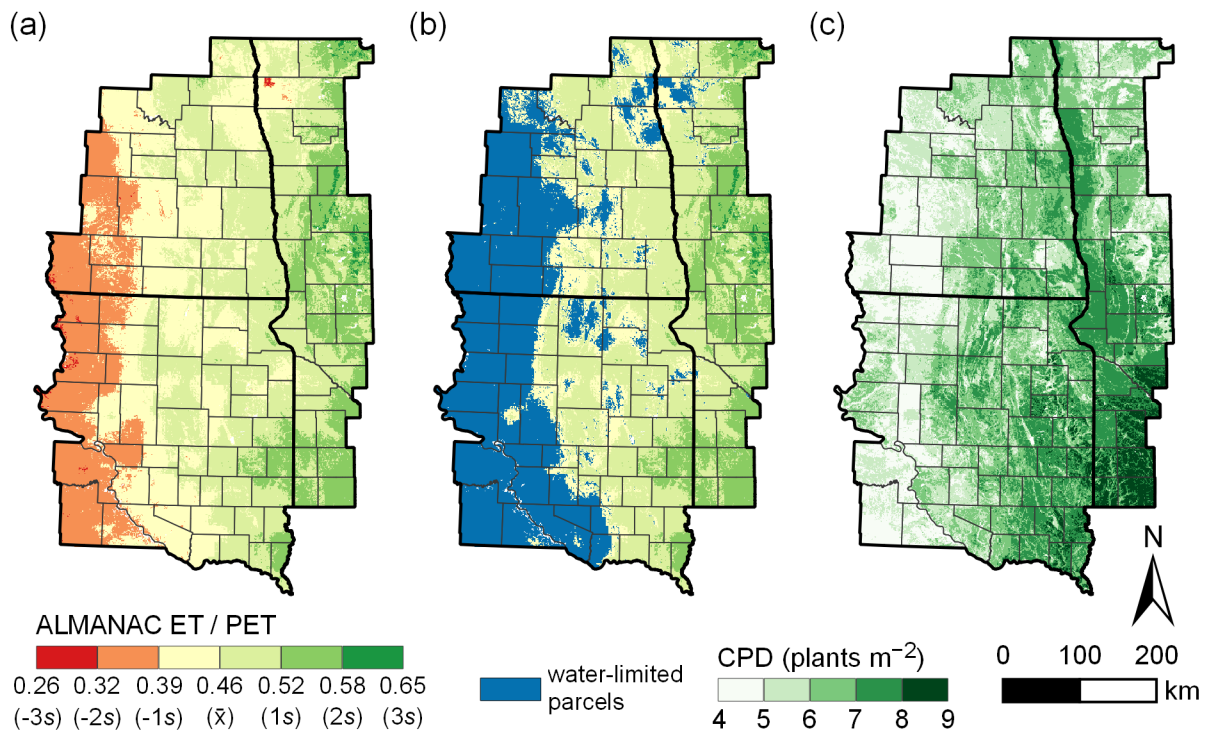 (a)
(b)
(c)
N
ALMANAC ET / PET
0.26 0.32 0.39 0.46 0.52 0.58 0.65
(-3s) (-2s) (-1s) (x̄) (1s) (2s) (3s)
water-limited
parcels
CPD (plants m⁻²)
4 5 6 7 8 9
0 100 200
km